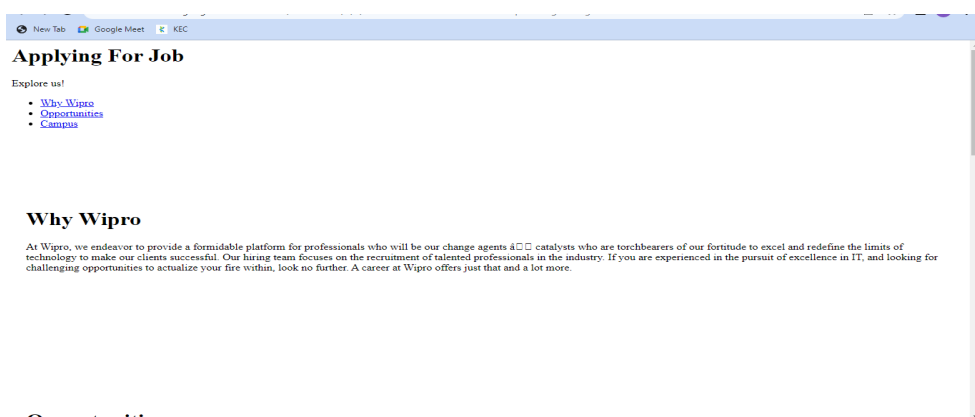 New Tab Google Meet KEC
Applying For Job
Explore us!
Why Wipro
Opportunities
Campus
Why Wipro
At Wipro, we endeavor to provide a formidable platform for professionals who will be our change agents â□□ catalysts who are torchbearers of our fortitude to excel and redefine the limits of
technology to make our clients successful. Our hiring team focuses on the recruitment of talented professionals in the industry. If you are experienced in the pursuit of excellence in IT, and looking for
challenging opportunities to actualize your fire within, look no further. A career at Wipro offers just that and a lot more.